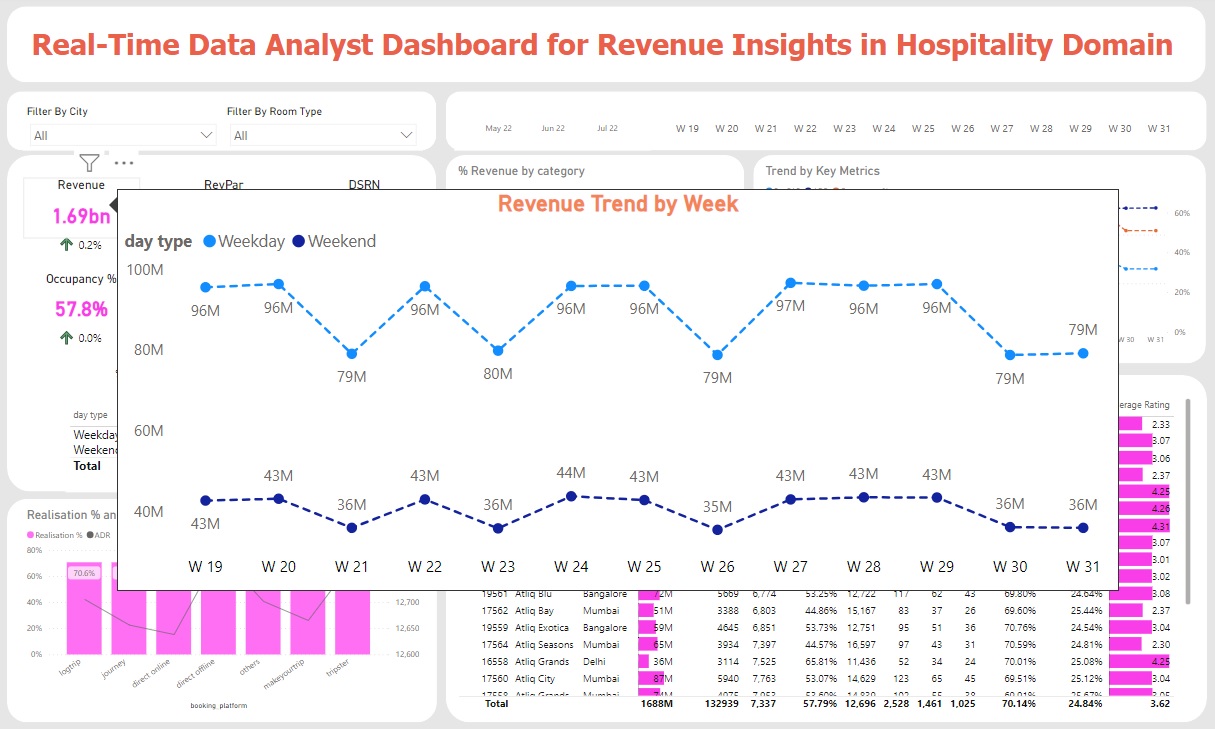 Real-Time Data Analyst Dashboard for Revenue Insights in Hospitality Domain
Filter By City
All
Filter By Room Type
All
May 22 Jun 22 Jul 22 W 19 W 20 W 21 W 22 W 23 W 24 W 25 W 26 W 27 W 28 W 29 W 30 W 31
Revenue
1.69bn
0.2%
RevPar
DSRN
Occupancy %
57.8%
0.0%
day type
Weekday
Total
% Revenue by category
Trend by Key Metrics
60%
40%
20%
0%
W 30 W 31
Revenue Trend by Week
day type Weekday Weekend
100M
80M
60M
40M
96M 96M 79M 96M 80M 96M 96M 79M 97M 96M 96M 79M 79M
43M 43M 36M 43M 36M 44M 43M 35M 43M 43M 43M 36M 36M
W 19 W 20 W 21 W 22 W 23 W 24 W 25 W 26 W 27 W 28 W 29 W 30 W 31
Realisation % an
Realisation % ADR
80%
60%
40%
20%
0%
70.6%
12,700
12,650
12,600
logtrip journey direct online direct offline others makeyourtrip tripster
booking_platform
erage Rating
2.33
3.07
3.06
2.37
4.25
4.26
4.31
3.07
3.01
3.02
19561 Atliq Blu Bangalore 72M 5669 6,774 53.25% 12,722 117 62 43 69.80% 24.64% 3.08
17562 Atliq Bay Mumbai 51M 3388 6,803 44.86% 15,167 83 37 26 69.60% 25.44% 2.37
19559 Atliq Exotica Bangalore 59M 4645 6,851 53.73% 12,751 95 51 36 70.76% 24.54% 3.04
17564 Atliq Seasons Mumbai 65M 3934 7,397 44.57% 16,597 97 43 31 70.59% 24.81% 2.30
16558 Atliq Grands Delhi 36M 3114 7,525 65.81% 11,436 52 34 24 70.01% 25.08% 4.25
17560 Atliq City Mumbai 87M 5940 7,763 53.07% 14,629 123 65 45 69.51% 25.12% 3.04
17558 Atliq Grands Mumbai 74M 4975 7,953 53.60% 14,830 102 55 38 69.91% 25.67% 3.05
Total 1688M 132939 7,337 57.79% 12,696 2,528 1,461 1,025 70.14% 24.84% 3.62